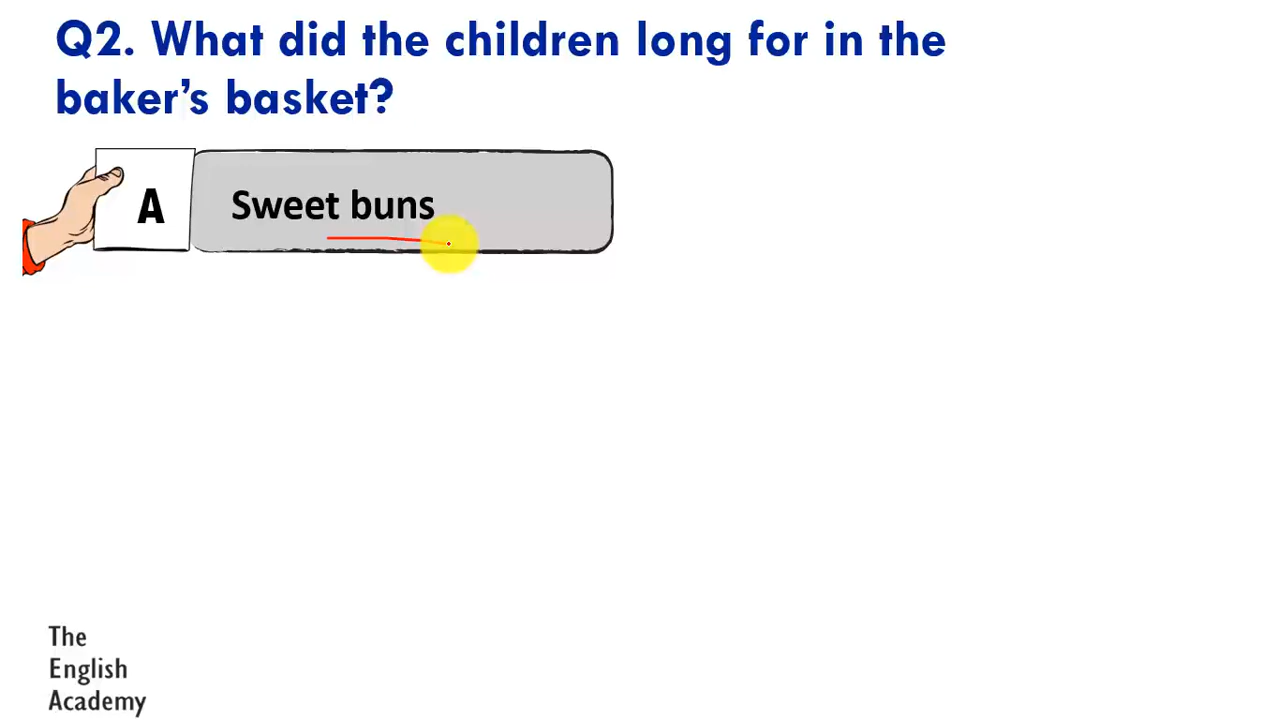 Q2. What did the children long for in the
baker’s basket?
A
Sweet buns
The
English
Academy